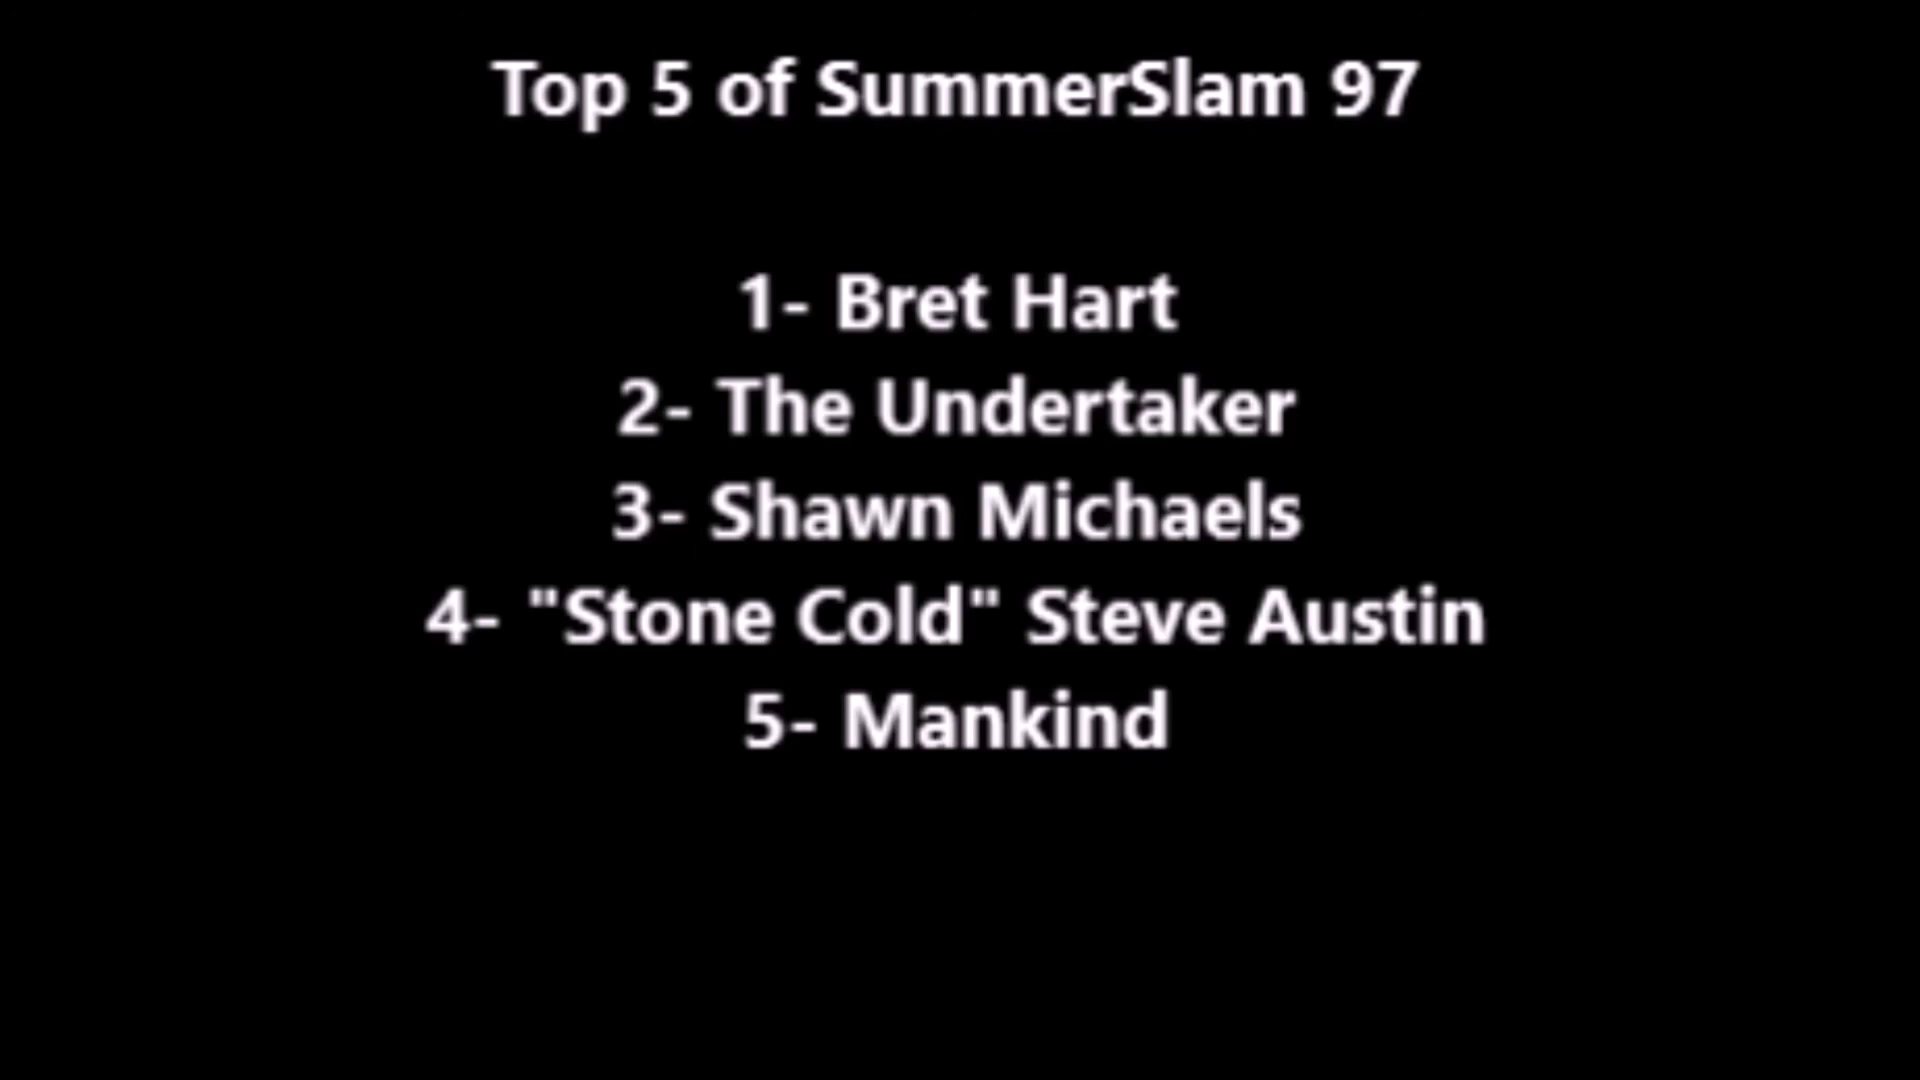 Top 5 of SummerSlam 97
1- Bret Hart
2- The Undertaker
3- Shawn Michaels
4- "Stone Cold" Steve Austin
5- Mankind